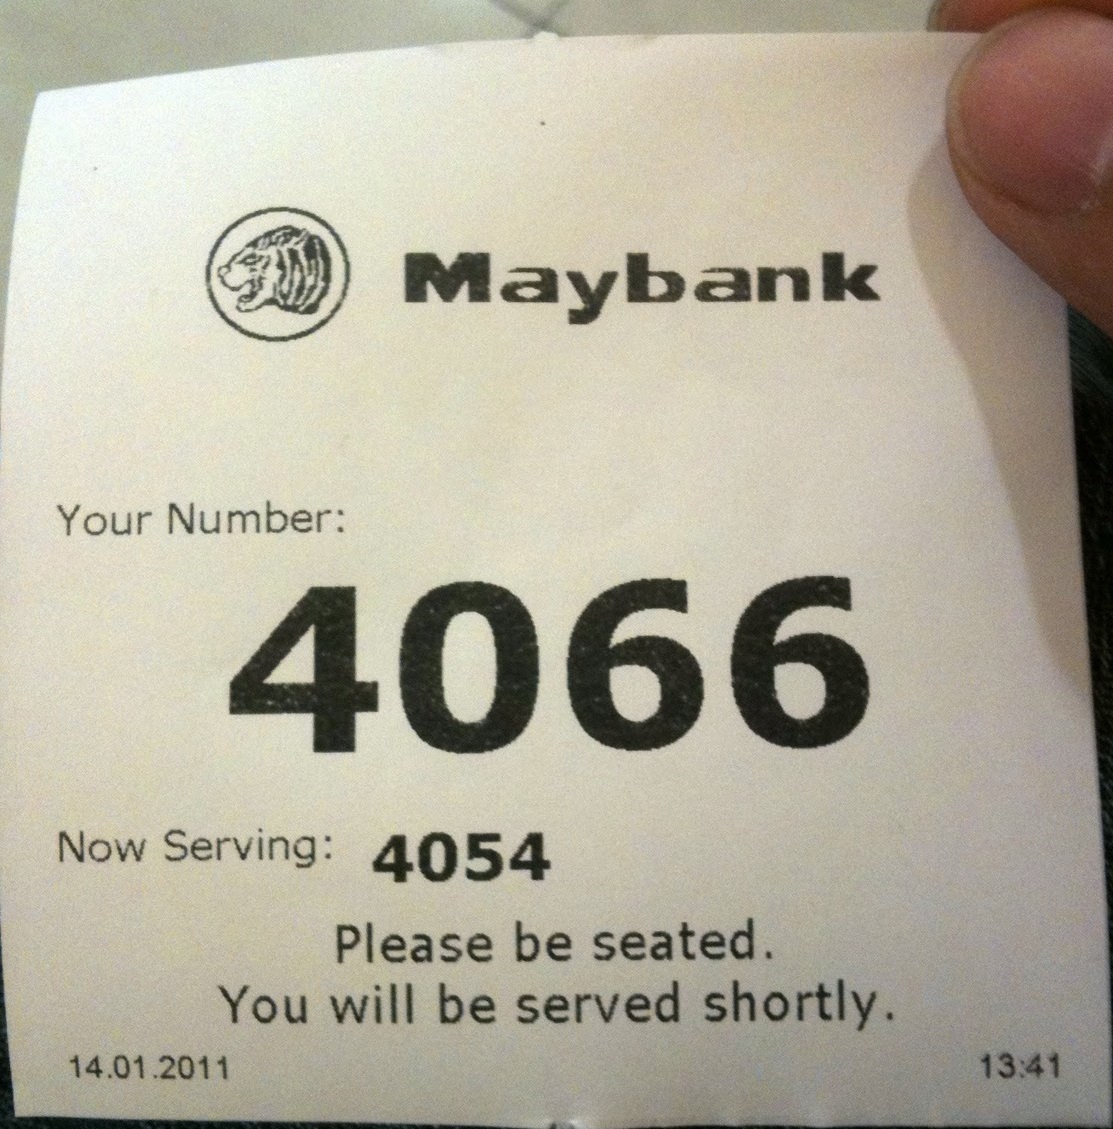 Maybank
Your Number:
4066
Now Serving: 4054
Please be seated.
You will be served shortly.
14.01.2011 13:41